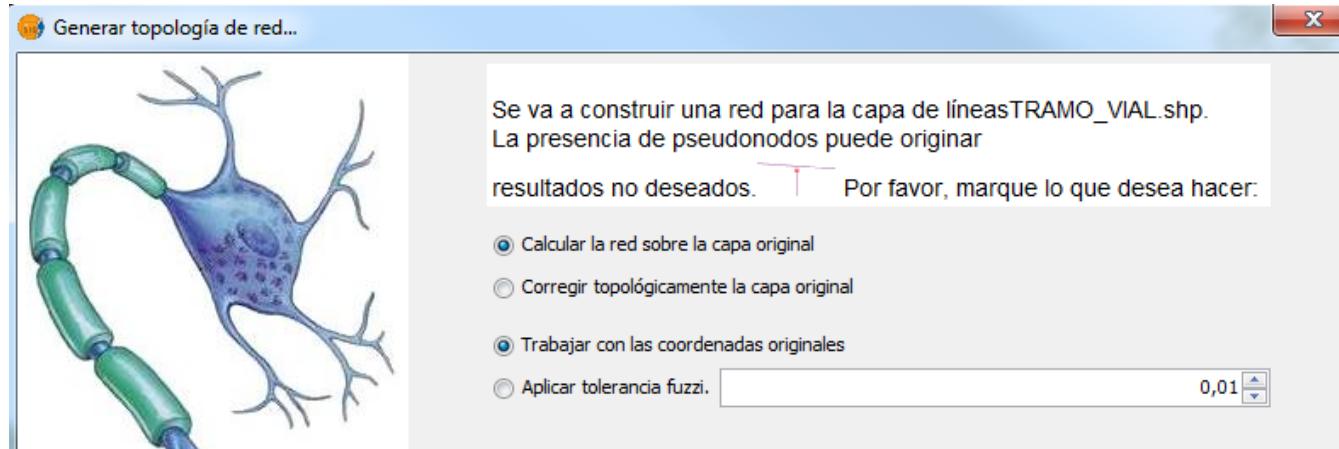 Generar topología de red...
Se va a construir una red para la capa de líneasTRAMO_VIAL.shp.
La presencia de pseudonodos puede originar
resultados no deseados. Por favor, marque lo que desea hacer:
Calcular la red sobre la capa original
Corregir topológicamente la capa original
Trabajar con las coordenadas originales
Aplicar tolerancia fuzzi. 0,01